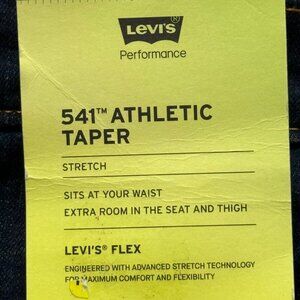 LEVI'S®
Performance
541™ ATHLETIC
TAPER
STRETCH
SITS AT YOUR WAIST
EXTRA ROOM IN THE SEAT AND THIGH
LEVI'S® FLEX
ENGINEERED WITH ADVANCED STRETCH TECHNOLOGY
FOR MAXIMUM COMFORT AND FLEXIBILITY